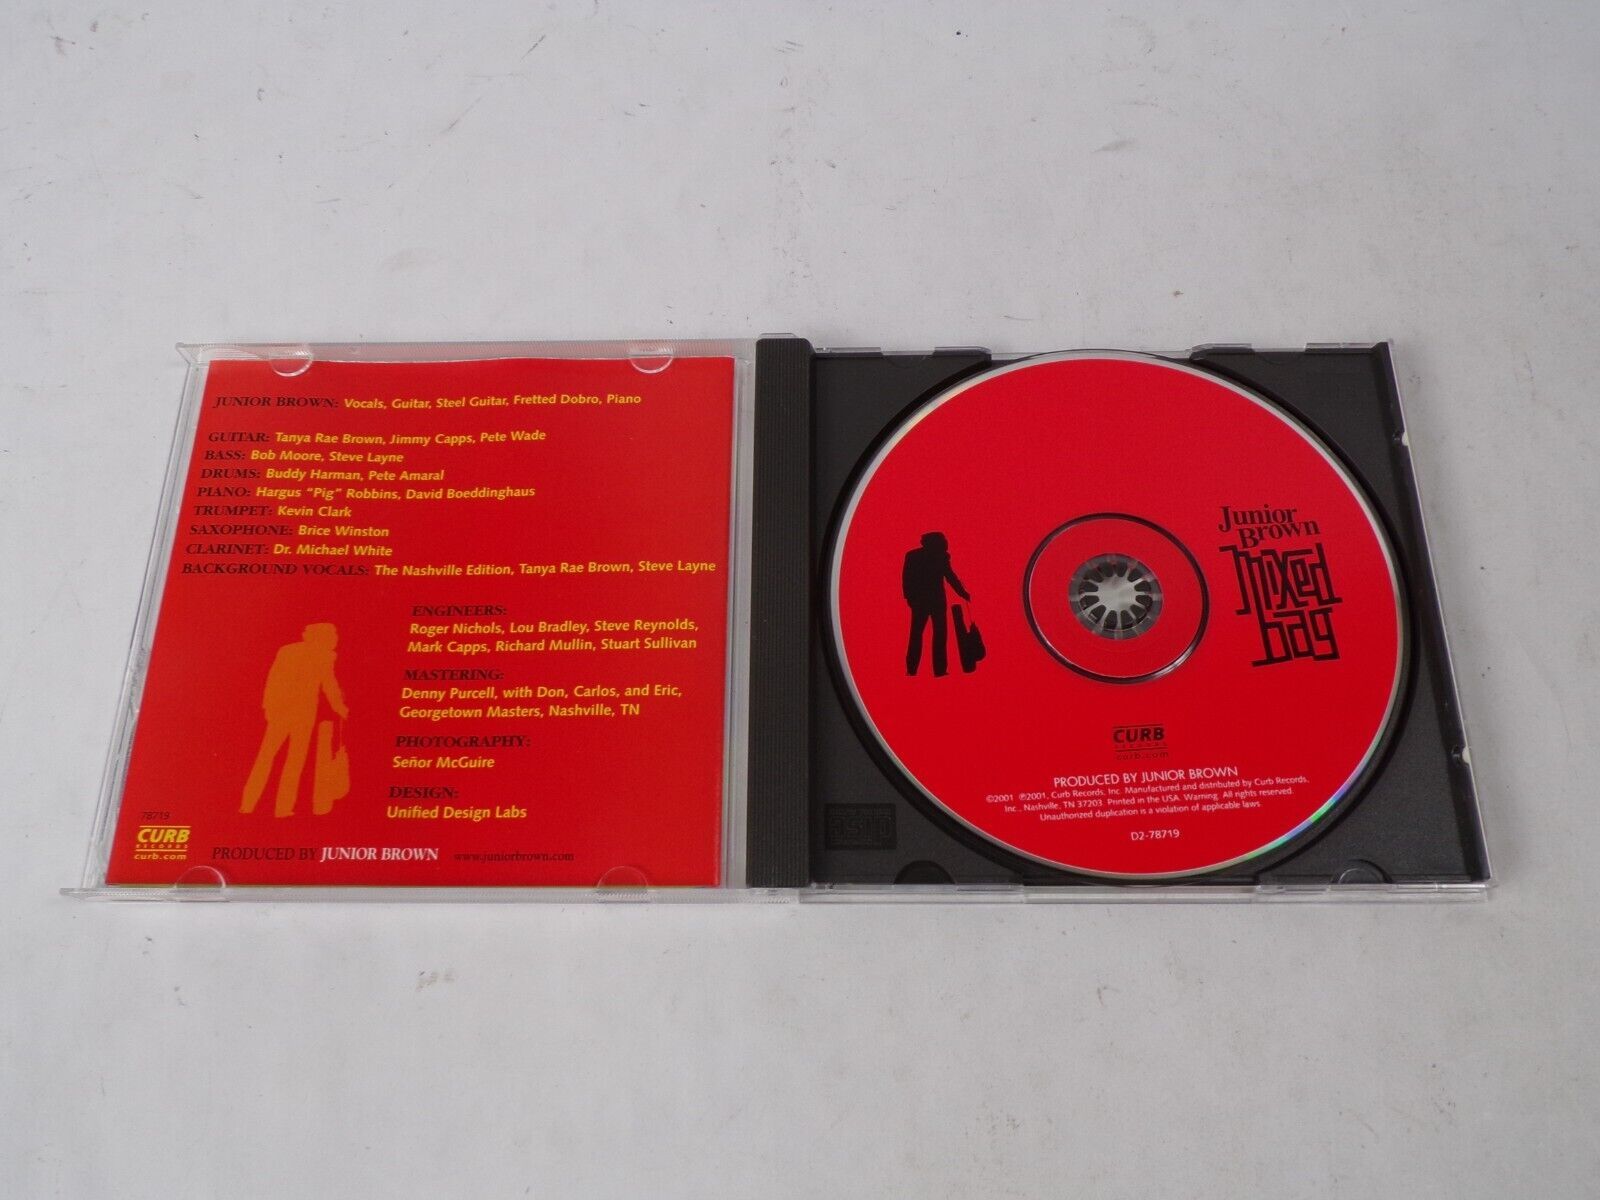 JUNIOR BROWN: Vocals, Guitar, Steel Guitar, Fretted Dobro, Piano
GUITAR: Tanya Rae Brown, Jimmy Capps, Pete Wade
BASS: Bob Moore, Steve Layne
DRUMS: Buddy Harman, Pete Amaral
PIANO: Hargus "Pig" Robbins, David Boeddinghaus
TRUMPET: Kevin Clark
SAXOPHONE: Brice Winston
CLARINET: Dr. Michael White
BACKGROUND VOCALS: The Nashville Edition, Tanya Rae Brown, Steve Layne
ENGINEERS:
Roger Nichols, Lou Bradley, Steve Reynolds,
Mark Capps, Richard Mullin, Stuart Sullivan
MASTERING:
Denny Purcell, with Don, Carlos, and Eric,
Georgetown Masters, Nashville, TN
PHOTOGRAPHY:
Señor McGuire
DESIGN:
Unified Design Labs
78719
CURB
RECORDS
curb.com
PRODUCED BY JUNIOR BROWN www.juniorbrown.com
Junior
Brown
Mixed
bag
CURB
RECORDS
curb.com
PRODUCED BY JUNIOR BROWN
©2001 ℗2001, Curb Records, Inc. Manufactured and distributed by Curb Records,
Inc., Nashville, TN 37203. Printed in the USA. Warning. All rights reserved.
Unauthorized duplication is a violation of applicable laws.
D2-78719